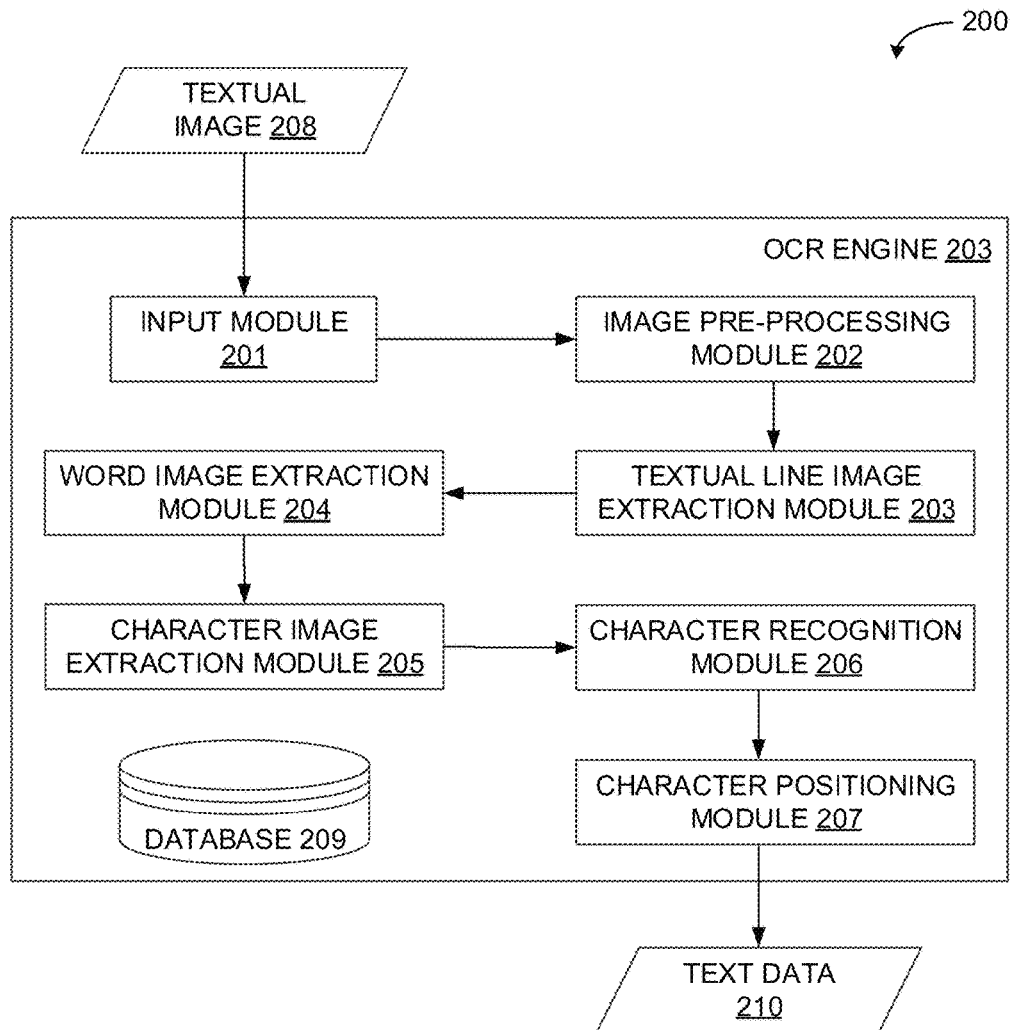 200
TEXTUAL
IMAGE 208
OCR ENGINE 203
INPUT MODULE
201
IMAGE PRE-PROCESSING
MODULE 202
TEXTUAL LINE IMAGE
EXTRACTION MODULE 203
WORD IMAGE EXTRACTION
MODULE 204
CHARACTER IMAGE
EXTRACTION MODULE 205
CHARACTER RECOGNITION
MODULE 206
CHARACTER POSITIONING
MODULE 207
DATABASE 209
TEXT DATA
210